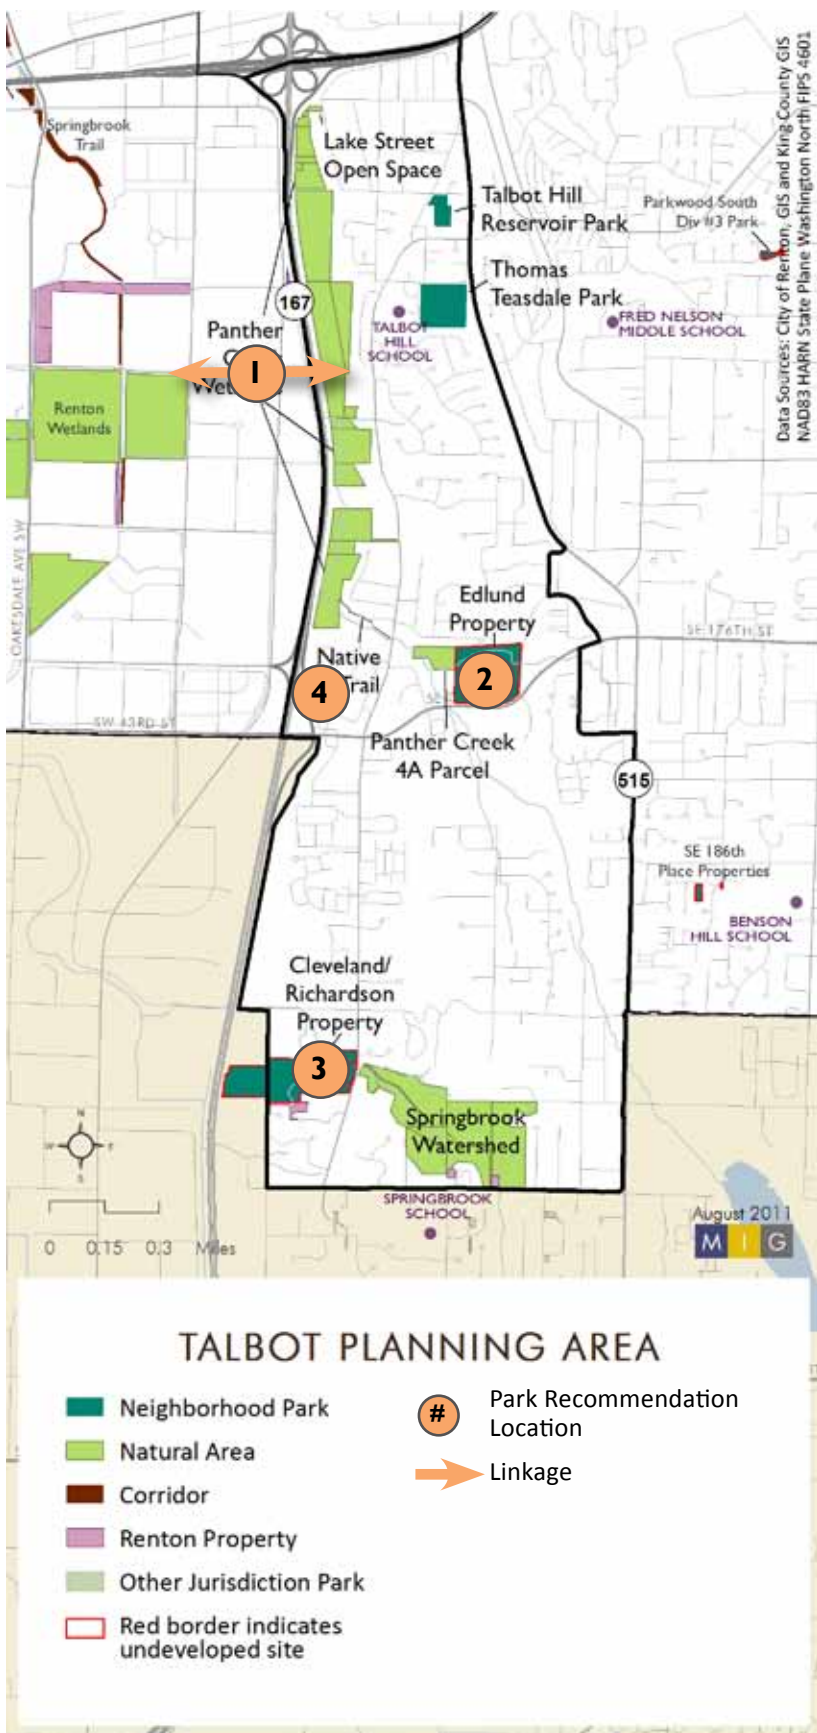 Data Sources: City of Renton, GIS and King County GIS
NAD83 HARN State Plane Washington North FIPS 4601
Springbrook
Trail
Lake Street
Open Space
Talbot Hill
Reservoir Park
Parkwood South
Div #3 Park
Thomas
Teasdale Park
167
Panther
TALBOT
HILL
SCHOOL
FRED NELSON
MIDDLE SCHOOL
1
Renton
Wetlands
OAKESDALE AVE SW
Edlund
Property
SE 176TH ST
Native
Trail
2
4
SW 43RD ST
Panther Creek
4A Parcel
515
SE 186th
Place Properties
BENSON
HILL SCHOOL
Cleveland/
Richardson
Property
3
Springbrook
Watershed
N
W E
S
SPRINGBROOK
SCHOOL
August 2011
M I G
0 0.15 0.3 Miles
TALBOT PLANNING AREA
Neighborhood Park
Natural Area
Corridor
Renton Property
Other Jurisdiction Park
Red border indicates
undeveloped site
# Park Recommendation
Location
Linkage